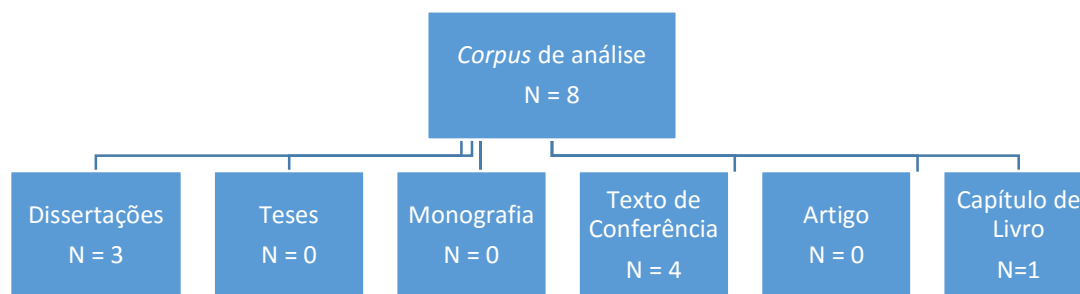 Corpus de análise
N = 8
Dissertações
N = 3
Teses
N = 0
Monografia
N = 0
Texto de
Conferência
N = 4
Artigo
N = 0
Capítulo de
Livro
N=1